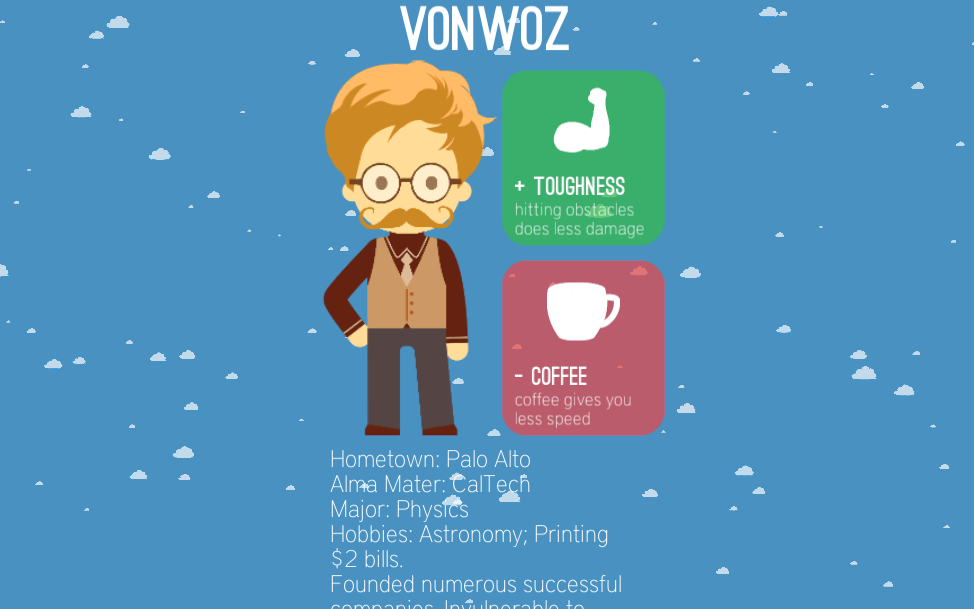 VONWOZ
+ TOUGHNESS
hitting obstacles
does less damage
- COFFEE
coffee gives you
less speed
Hometown: Palo Alto
Alma Mater: CalTech
Major: Physics
Hobbies: Astronomy; Printing
$2 bills.
Founded numerous successful
companies. Invulnerable to